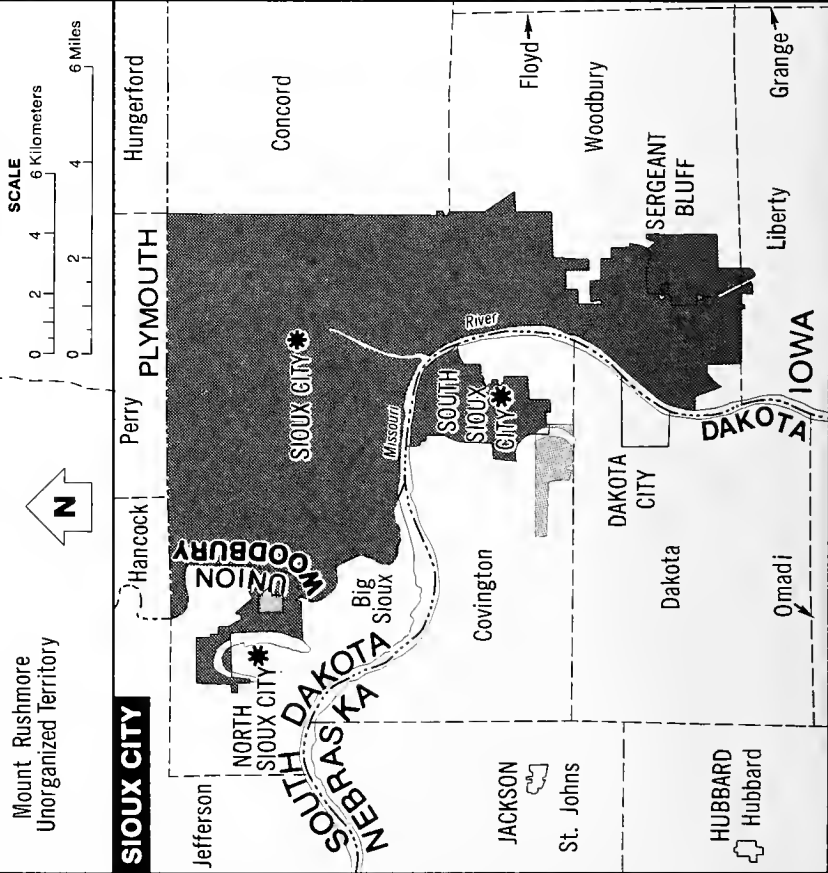 Mount Rushmore
Unorganized Territory
N
SCALE
0 2 4 6 Kilometers
0 2 4 6 Miles
SIOUX CITY
Hancock
Perry
PLYMOUTH
Hungerford
Jefferson
UNION
WOODBURY
NORTH
SIOUX CITY
Big
Sioux
SIOUX CITY
Concord
SOUTH DAKOTA
NEBRASKA
Missouri
River
SOUTH
SIOUX
CITY
Covington
Floyd
Woodbury
SERGEANT
BLUFF
JACKSON
St. Johns
DAKOTA
CITY
Dakota
DAKOTA
IOWA
Liberty
Grange
Omadi
HUBBARD
Hubbard